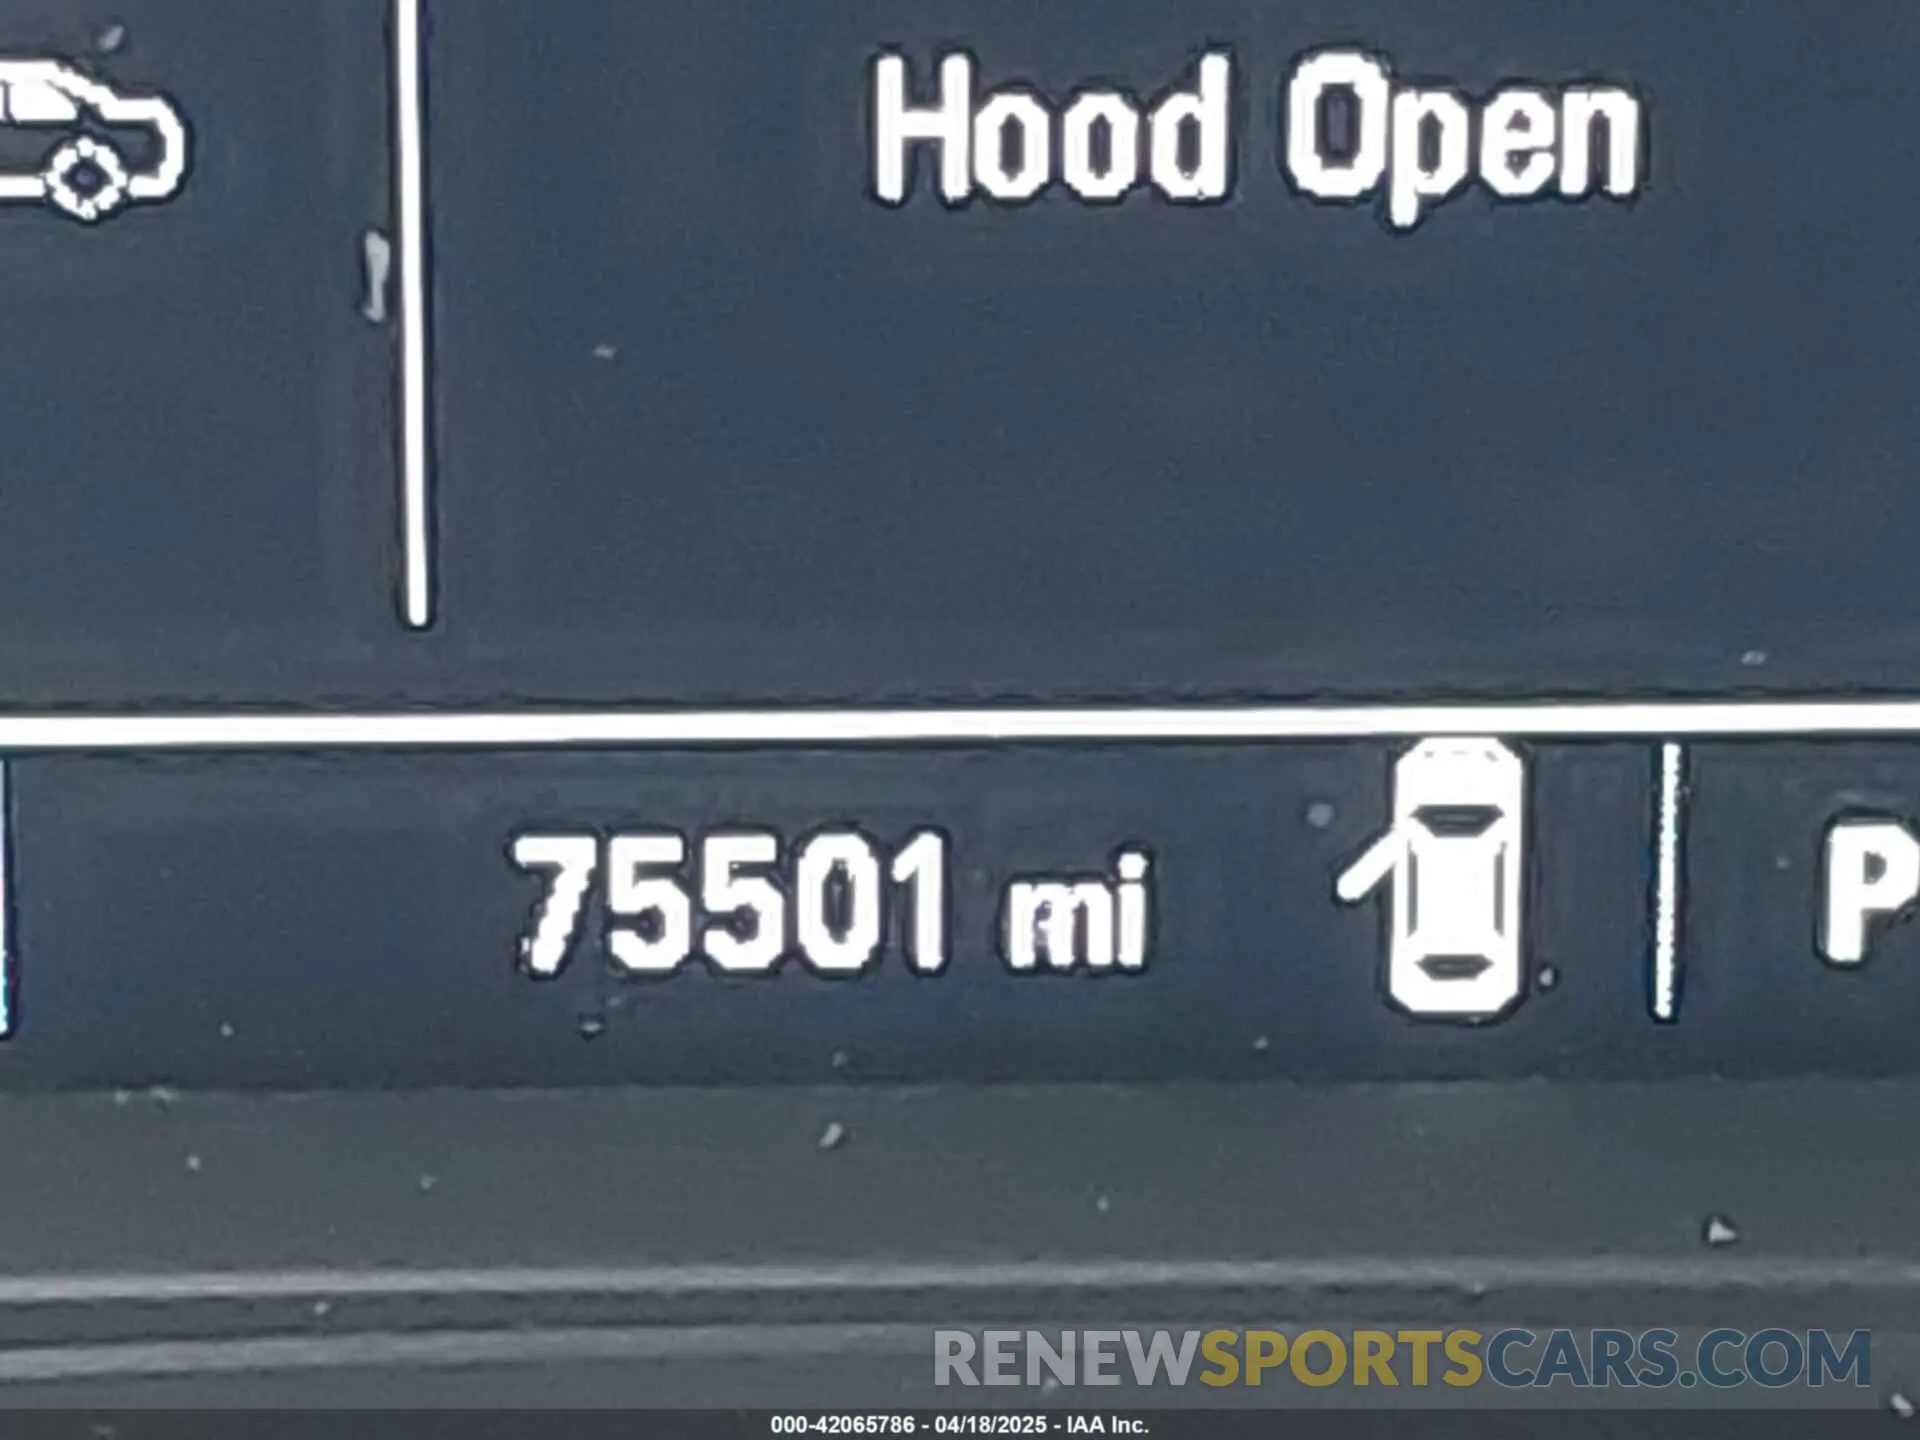 Hood Open
75501 mi
P
RENEWSPORTSCARS.COM
000-42065786 - 04/18/2025 - IAA Inc.